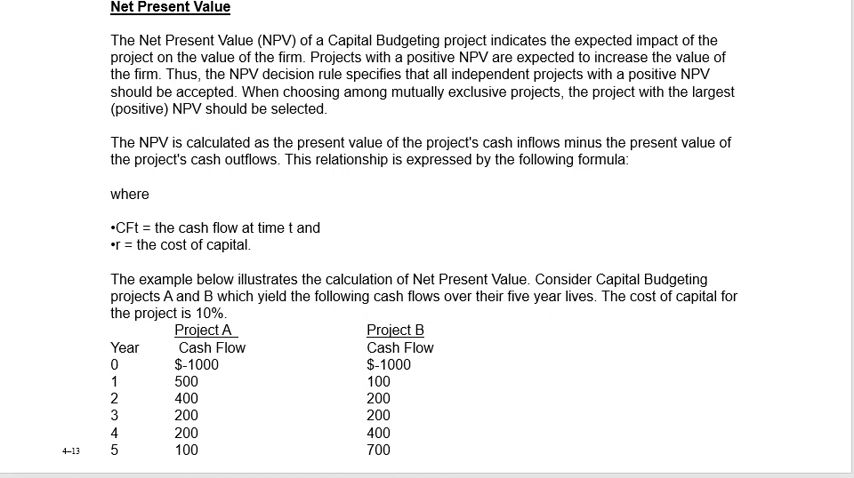 Net Present Value
The Net Present Value (NPV) of a Capital Budgeting project indicates the expected impact of the
project on the value of the firm. Projects with a positive NPV are expected to increase the value of
the firm. Thus, the NPV decision rule specifies that all independent projects with a positive NPV
should be accepted. When choosing among mutually exclusive projects, the project with the largest
(positive) NPV should be selected.
The NPV is calculated as the present value of the project's cash inflows minus the present value of
the project's cash outflows. This relationship is expressed by the following formula:
where
•CFt = the cash flow at time t and
•r = the cost of capital.
The example below illustrates the calculation of Net Present Value. Consider Capital Budgeting
projects A and B which yield the following cash flows over their five year lives. The cost of capital for
the project is 10%.
Project A Project B
Year Cash Flow Cash Flow
0 $-1000 $-1000
1 500 100
2 400 200
3 200 200
4 200 400
4–13 5 100 700